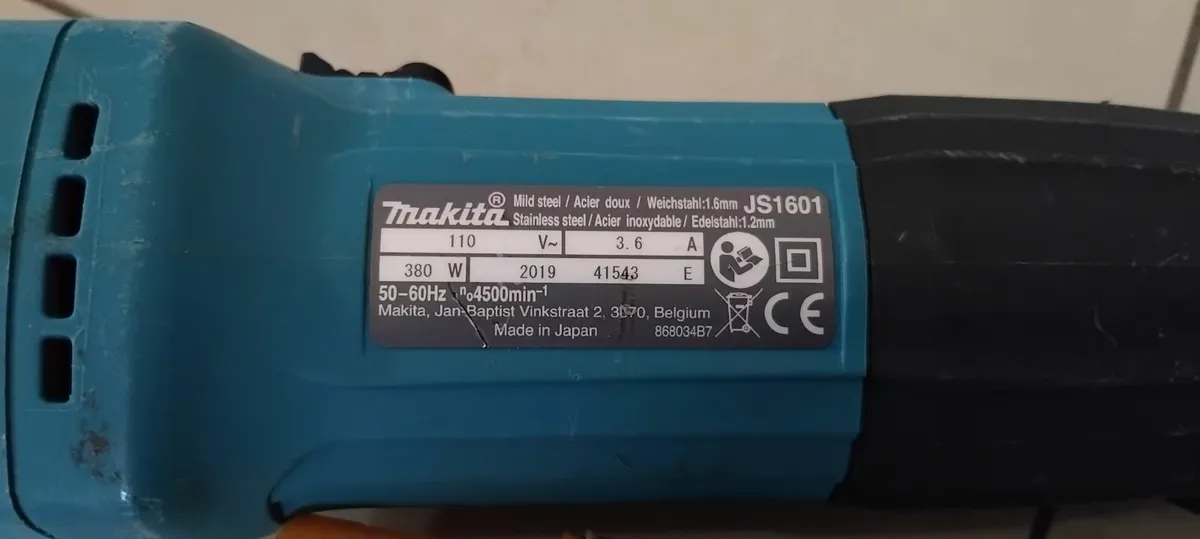 makita® Mild steel / Acier doux / Weichstahl:1.6mm JS1601
Stainless steel / Acier inoxydable / Edelstahl:1.2mm
110 V~ 3.6 A
380 W 2019 41543 E
50-60Hz n₀4500min⁻¹
Makita, Jan-Baptist Vinkstraat 2, 3070, Belgium
Made in Japan 868034B7
CE